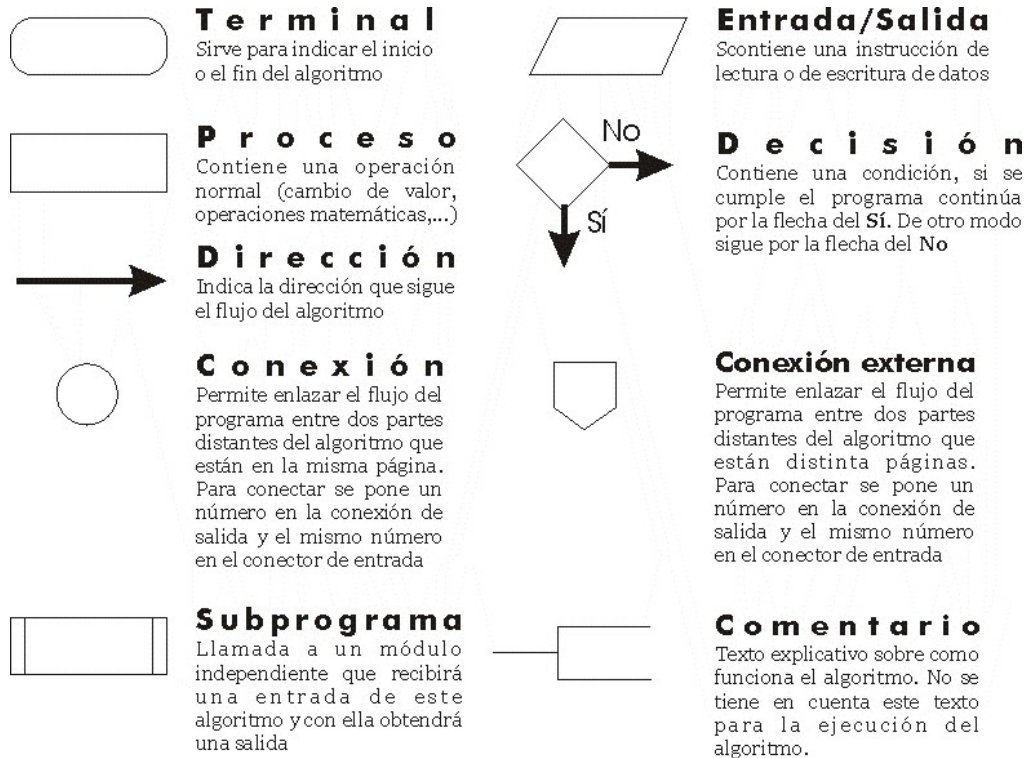 Terminal
Sirve para indicar el inicio
o el fin del algoritmo
Entrada/Salida
Scontiene una instrucción de
lectura o de escritura de datos
Proceso
Contiene una operación
normal (cambio de valor,
operaciones matemáticas,...)
No
Sí
Decisión
Contiene una condición, si se
cumple el programa continúa
por la flecha del Sí. De otro modo
sigue por la flecha del No
Dirección
Indica la dirección que sigue
el flujo del algoritmo
Conexión
Permite enlazar el flujo del
programa entre dos partes
distantes del algoritmo que
están en la misma página.
Para conectar se pone un
número en la conexión de
salida y el mismo número
en el conector de entrada
Conexión externa
Permite enlazar el flujo del
programa entre dos partes
distantes del algoritmo que
están distinta páginas.
Para conectar se pone un
número en la conexión de
salida y el mismo número
en el conector de entrada
Subprograma
Llamada a un módulo
independiente que recibirá
una entrada de este
algoritmo y con ella obtendrá
una salida
Comentario
Texto explicativo sobre como
funciona el algoritmo. No se
tiene en cuenta este texto
para la ejecución del
algoritmo.